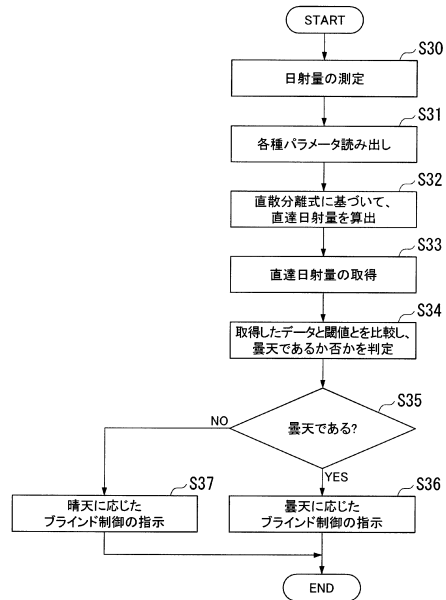 START
S30
日射量の測定
S31
各種パラメータ読み出し
S32
直散分離式に基づいて、
直達日射量を算出
S33
直達日射量の取得
S34
取得したデータと閾値とを比較し、
曇天であるか否かを判定
S35
曇天である?
NO
YES
S37
晴天に応じた
ブラインド制御の指示
S36
曇天に応じた
ブラインド制御の指示
END